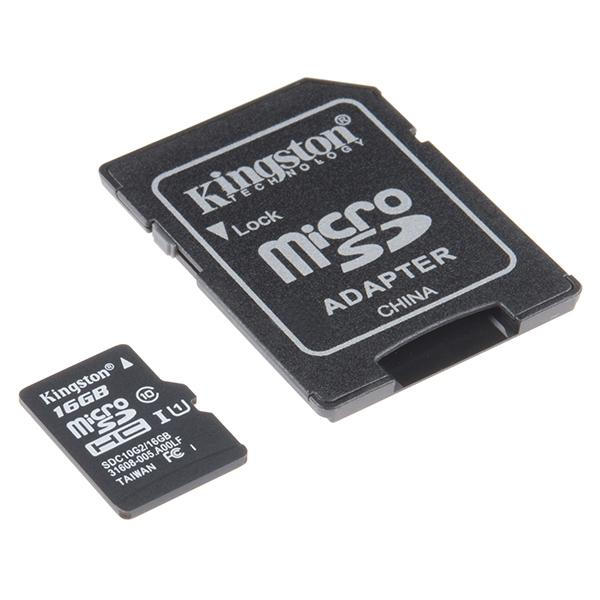 Kingston®
TECHNOLOGY
Lock
Micro
SD
ADAPTER
CHINA
Kingston®
16GB
10
Micro
SD
HC I 1
SDC10G2/16GB
31608-005.A00LF
TAIWAN FC I